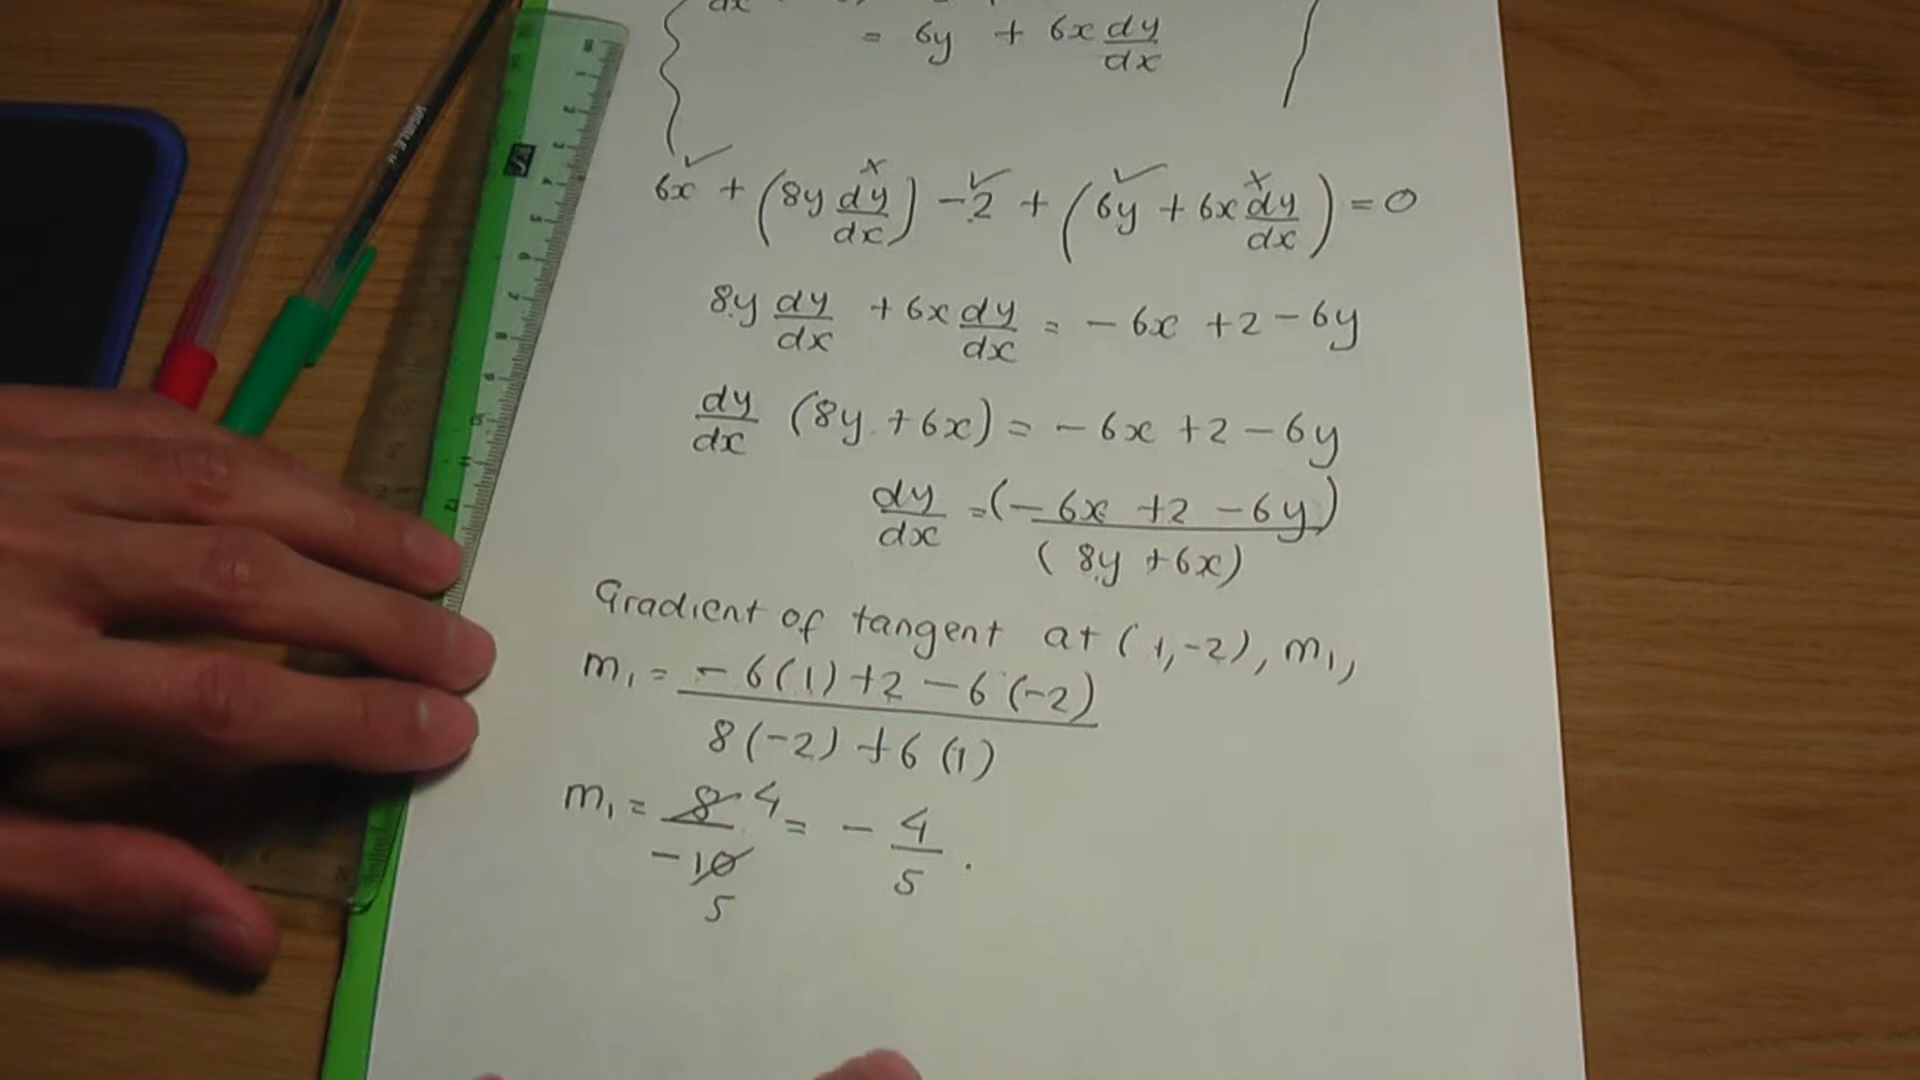 dx
= 6y + 6x dy/dx
6x + (8y dy/dx) - 2 + (6y + 6x dy/dx) = 0
8y dy/dx + 6x dy/dx = - 6x + 2 - 6y
dy/dx (8y + 6x) = - 6x + 2 - 6y
dy/dx = (- 6x + 2 - 6y)/(8y + 6x)
Gradient of tangent at (1,-2), m₁,
m₁ = - 6(1) + 2 - 6(-2)/8(-2) + 6(1)
m₁ = 8 4/-10 5 = - 4/5 .